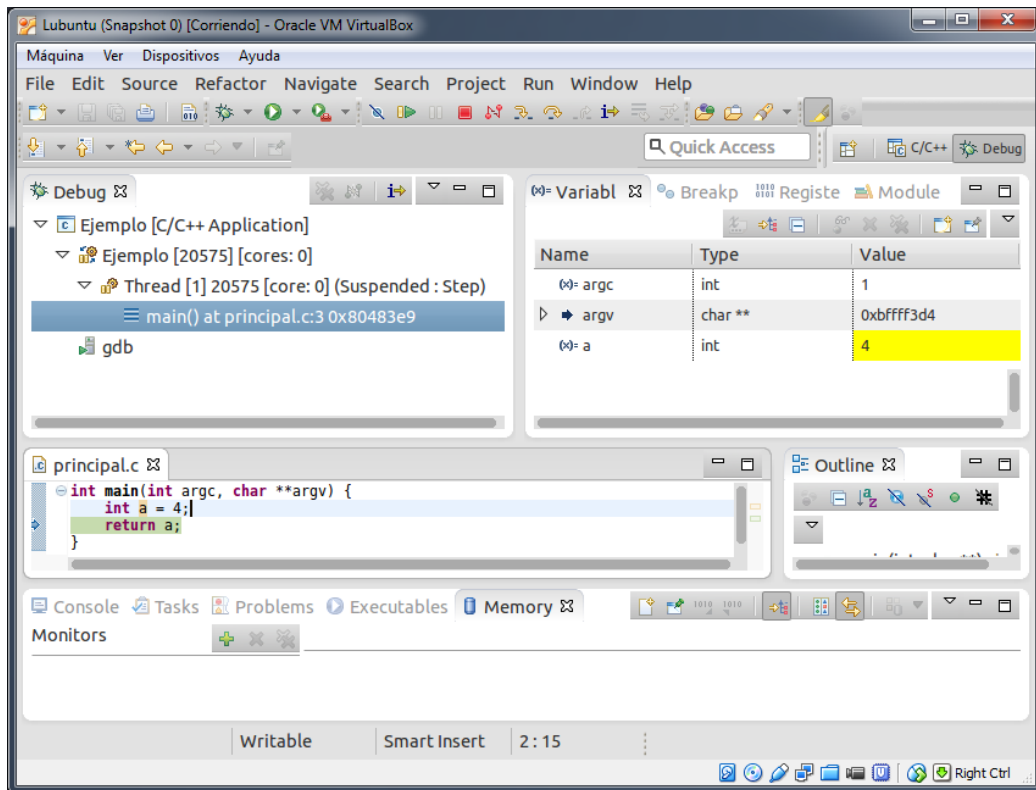 Lubuntu (Snapshot 0) [Corriendo] - Oracle VM VirtualBox
Máquina Ver Dispositivos Ayuda
File Edit Source Refactor Navigate Search Project Run Window Help
Quick Access C/C++ Debug
Debug
Ejemplo [C/C++ Application]
Ejemplo [20575] [cores: 0]
Thread [1] 20575 [core: 0] (Suspended : Step)
main() at principal.c:3 0x80483e9
gdb
(x)= Variabl Breakp Registe Module
Name Type Value
(x)= argc int 1
argv char ** 0xbffff3d4
(x)= a int 4
principal.c
int main(int argc, char **argv) {
int a = 4;
return a;
}
Outline
Console Tasks Problems Executables Memory
Monitors
Writable Smart Insert 2 : 15
Right Ctrl